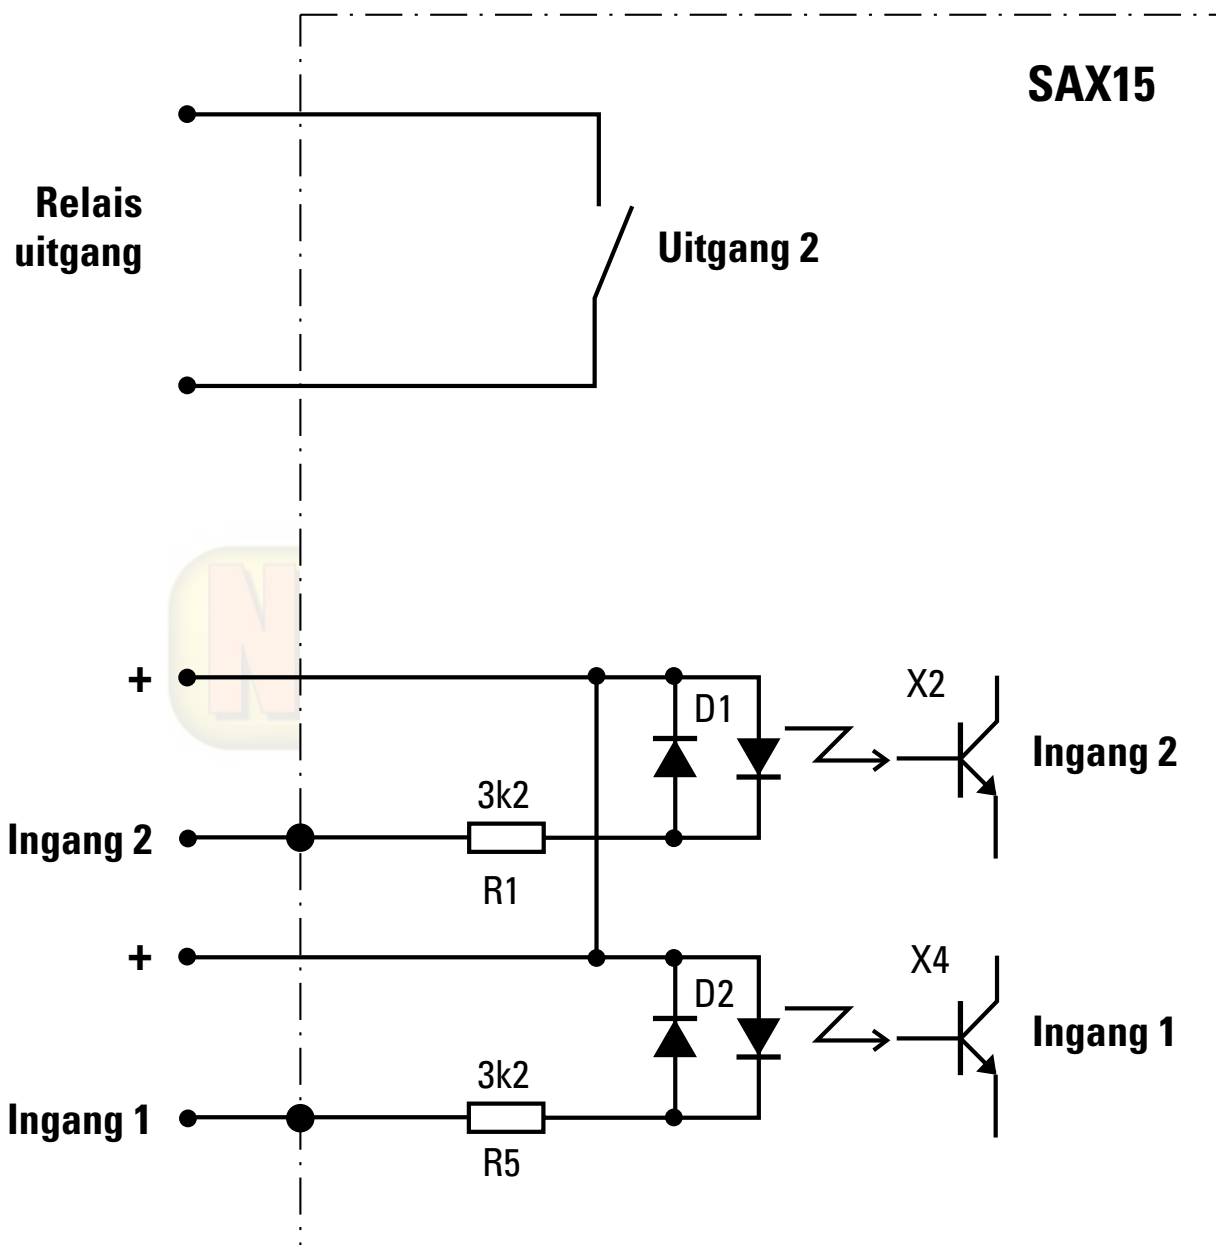 SAX15
Relais
uitgang
Uitgang 2
N
+
D1
X2
Ingang 2
3k2
Ingang 2
R1
+
D2
X4
Ingang 1
3k2
Ingang 1
R5